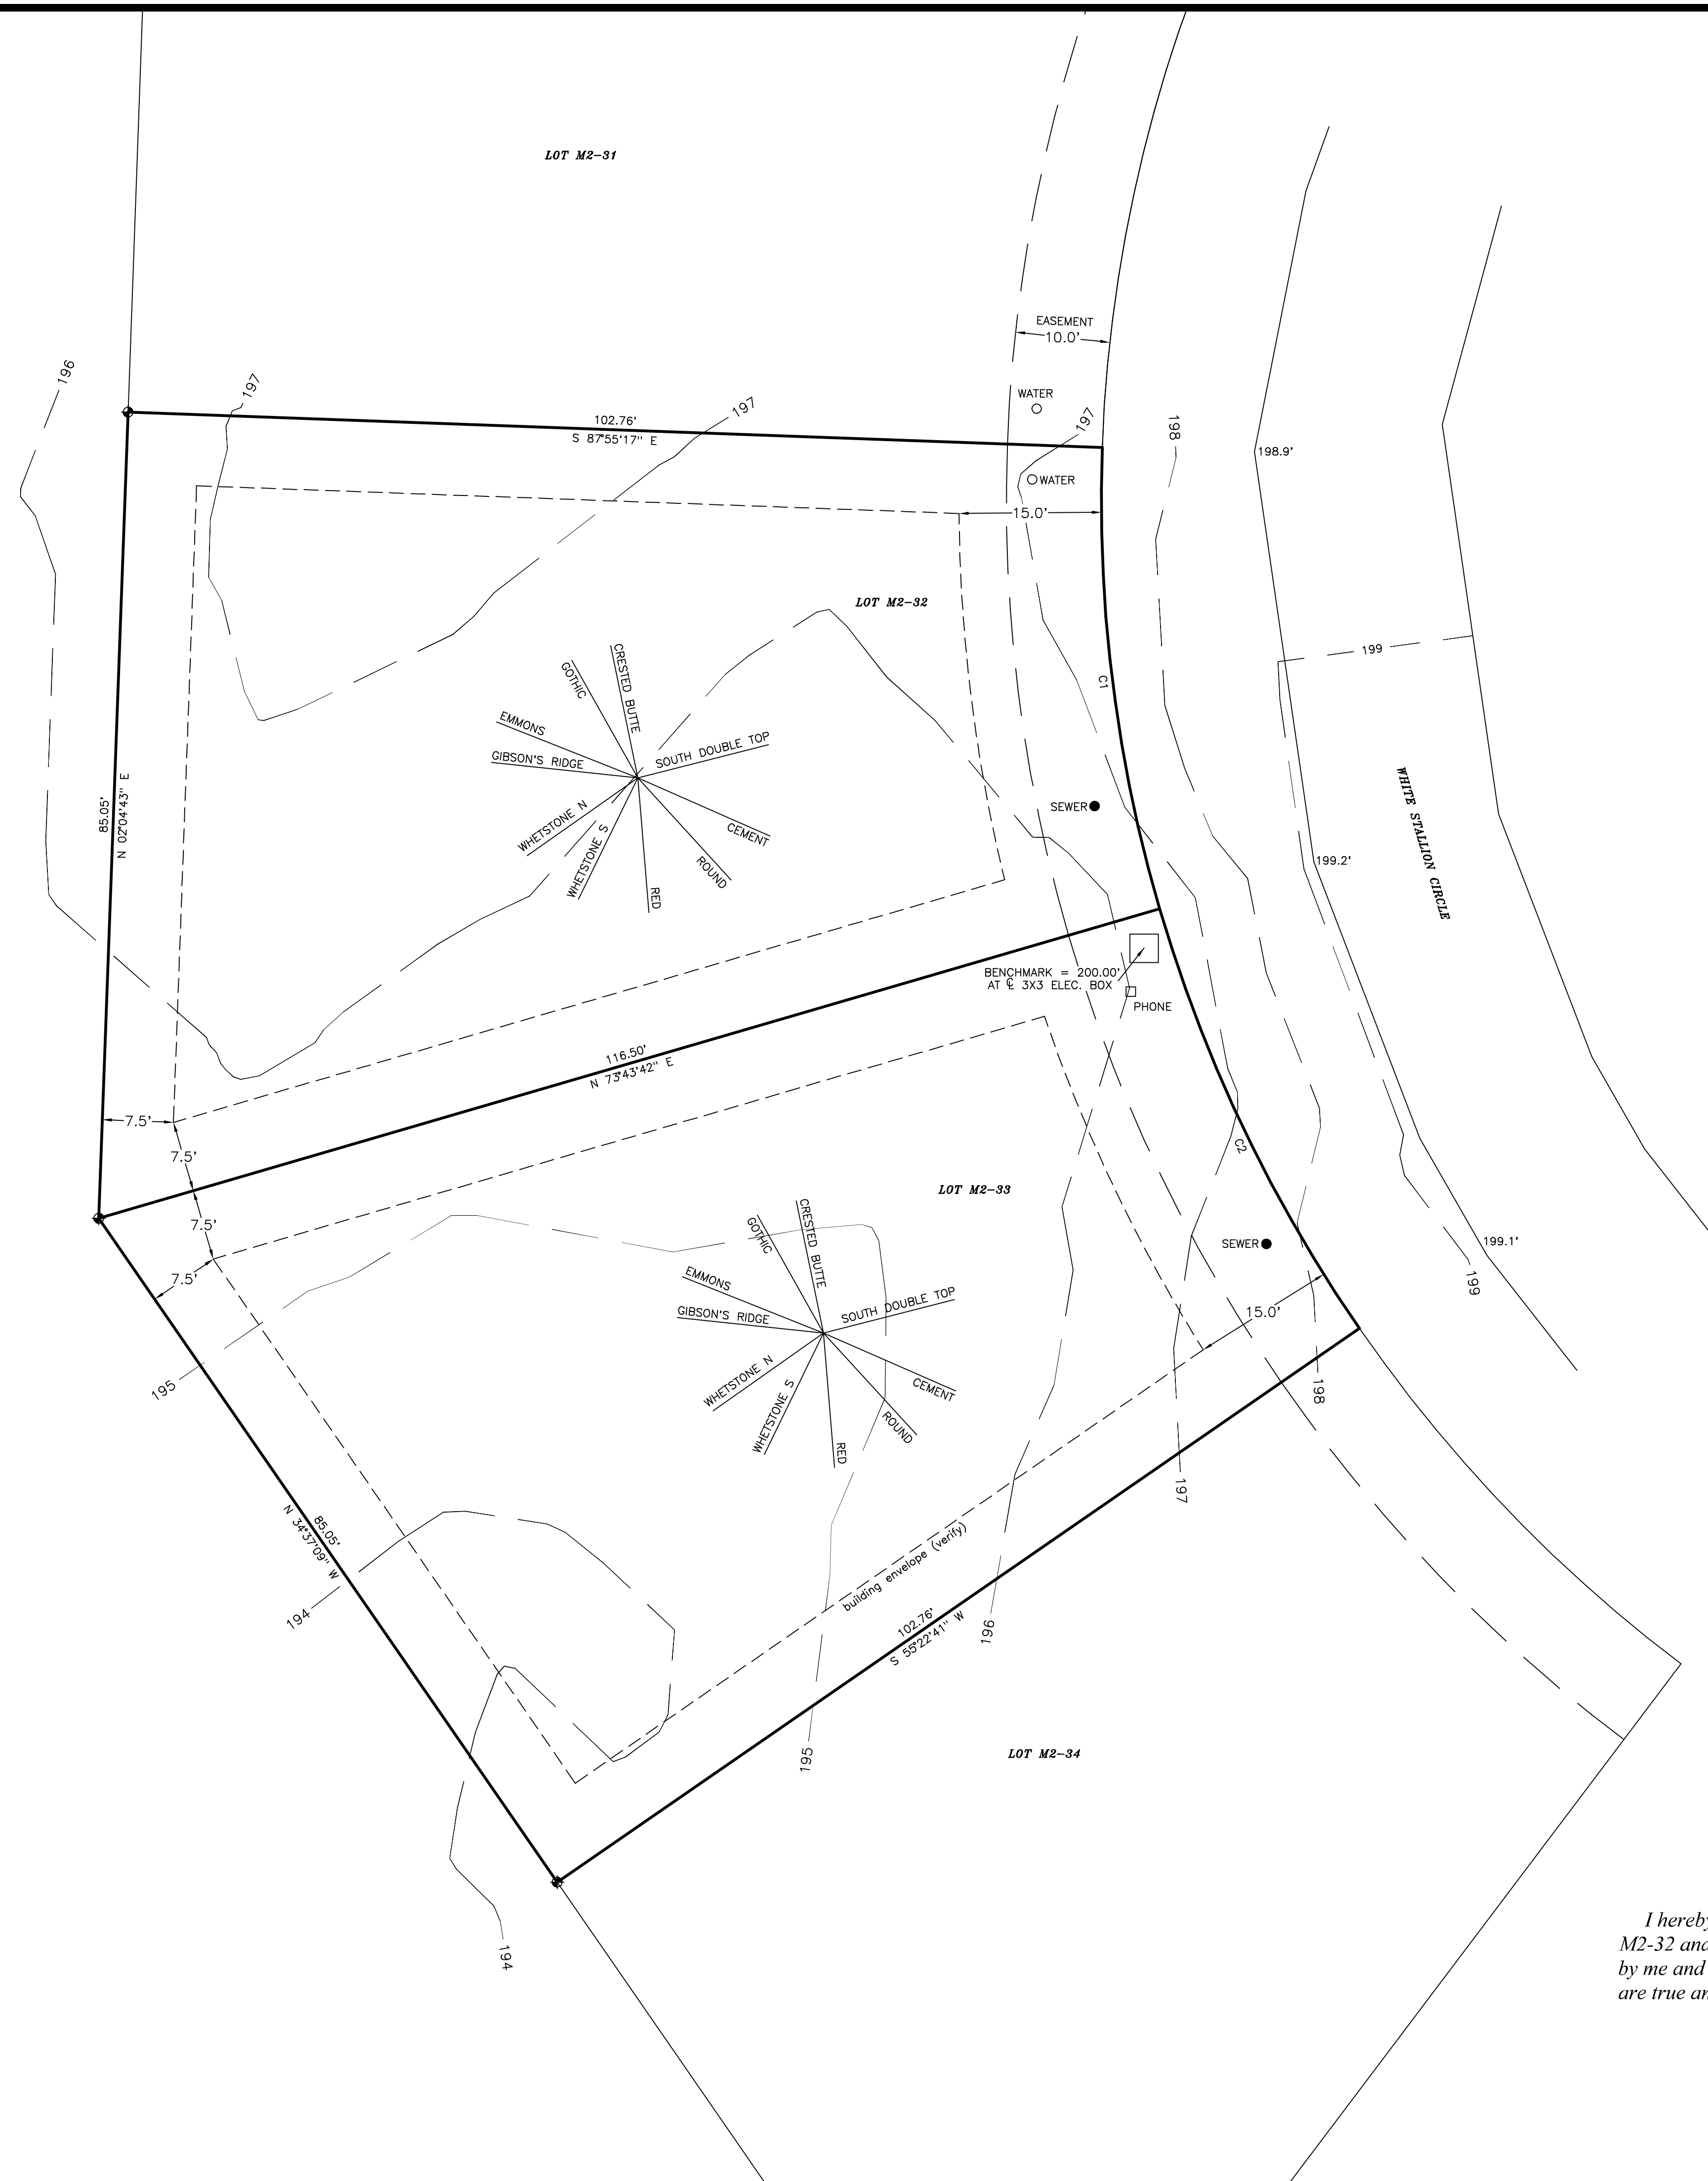 LOT M2-31
EASEMENT
10.0'
196
197
197
WATER
197
198
102.76'
S 87°55'17" E
198.9'
WATER
15.0'
LOT M2-32
199
CRESTED BUTTE
GOTHIC
EMMONS
GIBSON'S RIDGE
SOUTH DOUBLE TOP
WHETSTONE N
WHETSTONE S
RED
ROUND
CEMENT
C1
85.05'
N 02°04'43" E
SEWER
WHITE STALLION CIRCLE
199.2'
BENCHMARK = 200.00'
AT ℄ 3X3 ELEC. BOX
PHONE
116.50'
N 73°43'42" E
7.5'
7.5'
7.5'
7.5'
C2
LOT M2-33
CRESTED BUTTE
GOTHIC
EMMONS
GIBSON'S RIDGE
SOUTH DOUBLE TOP
WHETSTONE N
WHETSTONE S
RED
ROUND
CEMENT
SEWER
199.1'
199
15.0'
195
198
197
85.05'
N 34°37'09" W
194
building envelope (verify)
102.76'
S 55°22'41" W
196
195
LOT M2-34
194
I hereby
M2-32 and
by me and
are true an